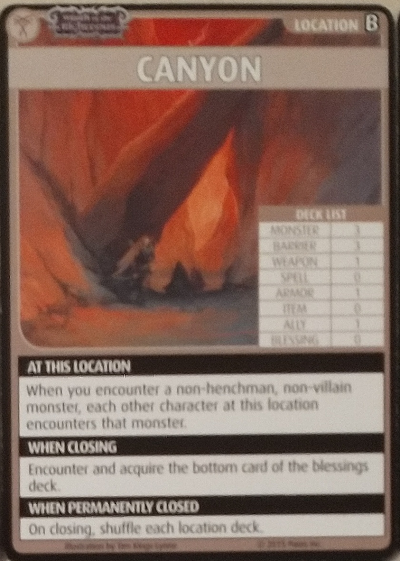 LOCATION B
CANYON
DECK LIST
MONSTER 3
BARRIER 3
WEAPON 1
SPELL 0
ARMOR 1
ITEM 0
ALLY 1
BLESSING 0
AT THIS LOCATION
When you encounter a non-henchman, non-villain
monster, each other character at this location
encounters that monster.
WHEN CLOSING
Encounter and acquire the bottom card of the blessings
deck.
WHEN PERMANENTLY CLOSED
On closing, shuffle each location deck.
Illustration by